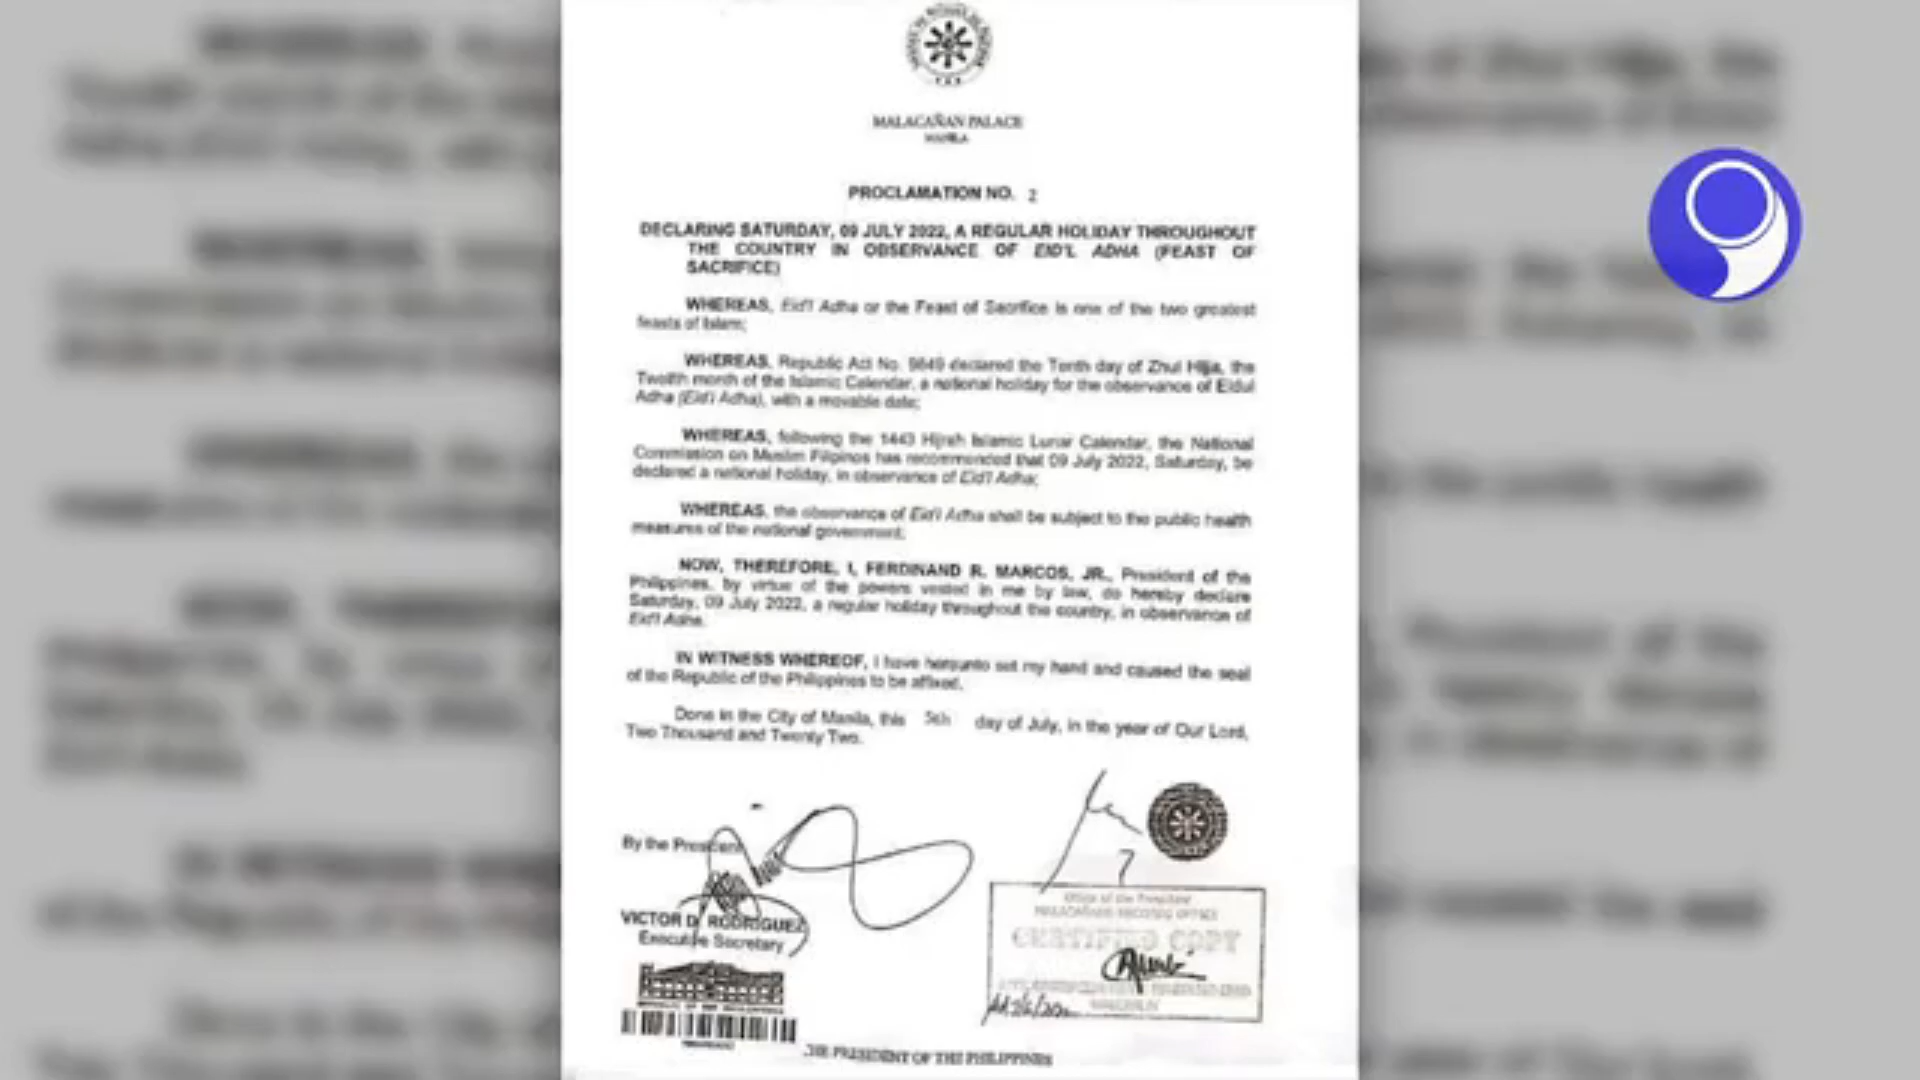 MALACAÑAN PALACE
MANILA
PROCLAMATION NO. 2
DECLARING SATURDAY, 09 JULY 2022, A REGULAR HOLIDAY THROUGHOUT
THE COUNTRY IN OBSERVANCE OF EID'L ADHA (FEAST OF
SACRIFICE)
WHEREAS, Eid'l Adha or the Feast of Sacrifice is one of the two greatest
feasts of Islam;
WHEREAS, Republic Act No. 9849 declared the Tenth day of Zhul Hijja, the
Twelfth month of the Islamic Calendar, a national holiday for the observance of Eidul
Adha (Eid'l Adha), with a movable date;
WHEREAS, following the 1443 Hijrah Islamic Lunar Calendar, the National
Commission on Muslim Filipinos has recommended that 09 July 2022, Saturday, be
declared a national holiday, in observance of Eid'l Adha;
WHEREAS, the observance of Eid'l Adha shall be subject to the public health
measures of the national government;
NOW, THEREFORE, I, FERDINAND R. MARCOS, JR., President of the
Philippines, by virtue of the powers vested in me by law, do hereby declare
Saturday, 09 July 2022, a regular holiday throughout the country, in observance of
Eid'l Adha.
IN WITNESS WHEREOF, I have hereunto set my hand and caused the seal
of the Republic of the Philippines to be affixed.
Done in the City of Manila, this 5th day of July, in the year of Our Lord,
Two Thousand and Twenty Two.
By the President
VICTOR D. RODRIGUEZ
Executive Secretary
Office of the President
MALACAÑANG RECORDS OFFICE
CERTIFIED COPY
REPUBLIC OF THE PHILIPPINES
THE PRESIDENT OF THE PHILIPPINES